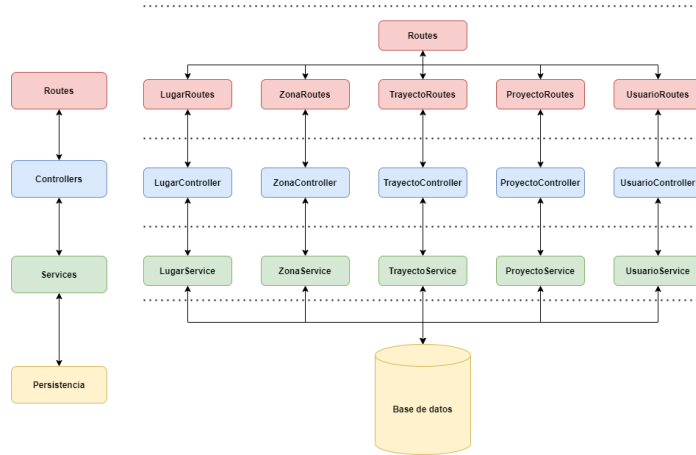 Routes
Routes
LugarRoutes
ZonaRoutes
TrayectoRoutes
ProyectoRoutes
UsuarioRoutes
Controllers
LugarController
ZonaController
TrayectoController
ProyectoController
UsuarioController
Services
LugarService
ZonaService
TrayectoService
ProyectoService
UsuarioService
Persistencia
Base de datos